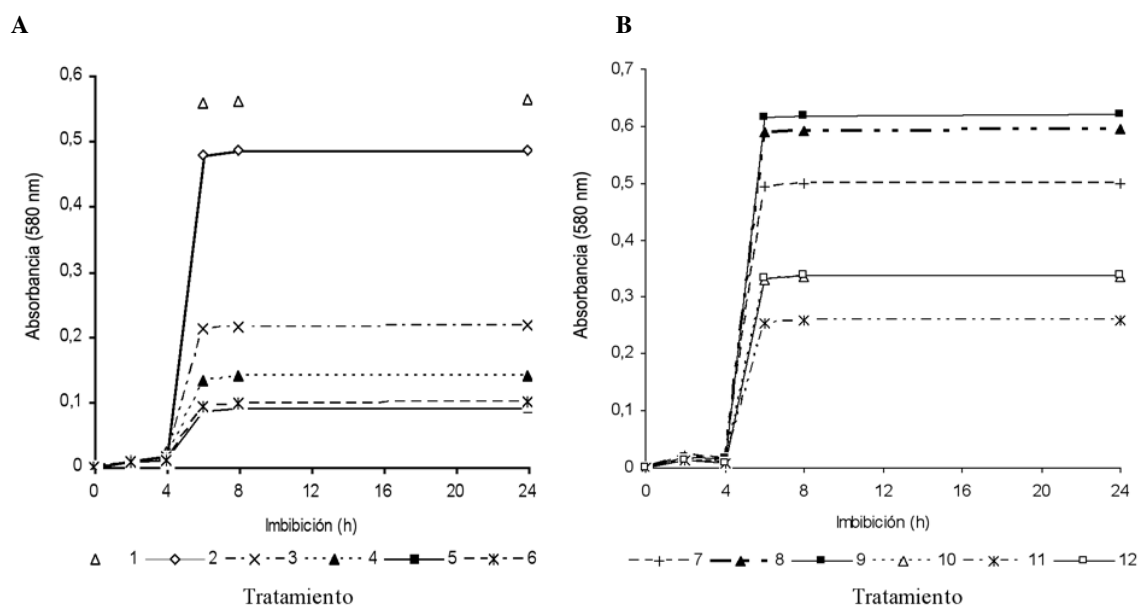 A
B
0,6
0,5
0,4
0,3
0,2
0,1
0
Absorbancia (580 nm)
0 4 8 12 16 20 24
Imbibición (h)
1 2 3 4 5 6
Tratamiento
0,7
0,6
0,5
0,4
0,3
0,2
0,1
0
Absorbancia (580 nm)
0 4 8 12 16 20 24
Imbibición (h)
7 8 9 10 11 12
Tratamiento